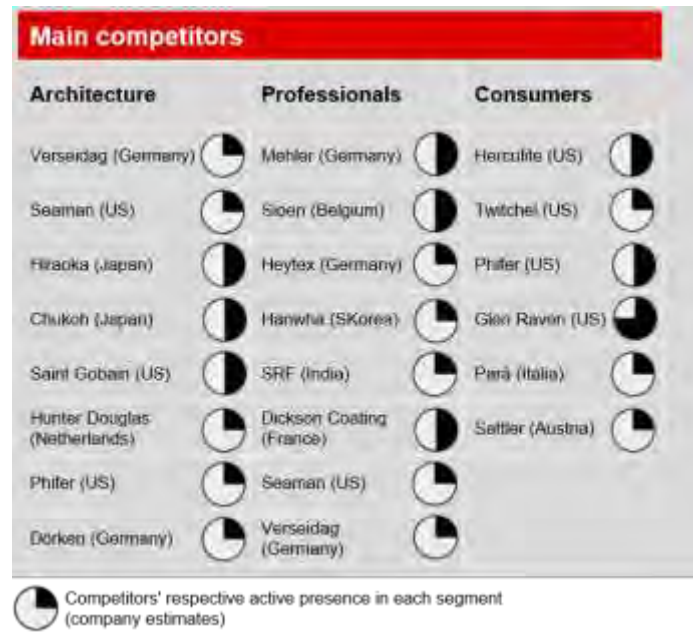 Main competitors
Architecture
Professionals
Consumers
Verseidag (Germany)
Mehler (Germany)
Herculite (US)
Seaman (US)
Sioen (Belgium)
Twitchel (US)
Hiraoka (Japan)
Heytex (Germany)
Phifer (US)
Chukoh (Japan)
Hanwha (SKorea)
Glen Raven (US)
Saint Gobain (US)
SRF (India)
Parà (Italia)
Hunter Douglas
(Netherlands)
Dickson Coating
(France)
Sattler (Austria)
Phifer (US)
Seaman (US)
Dörken (Germany)
Verseidag
(Germany)
Competitors' respective active presence in each segment
(company estimates)